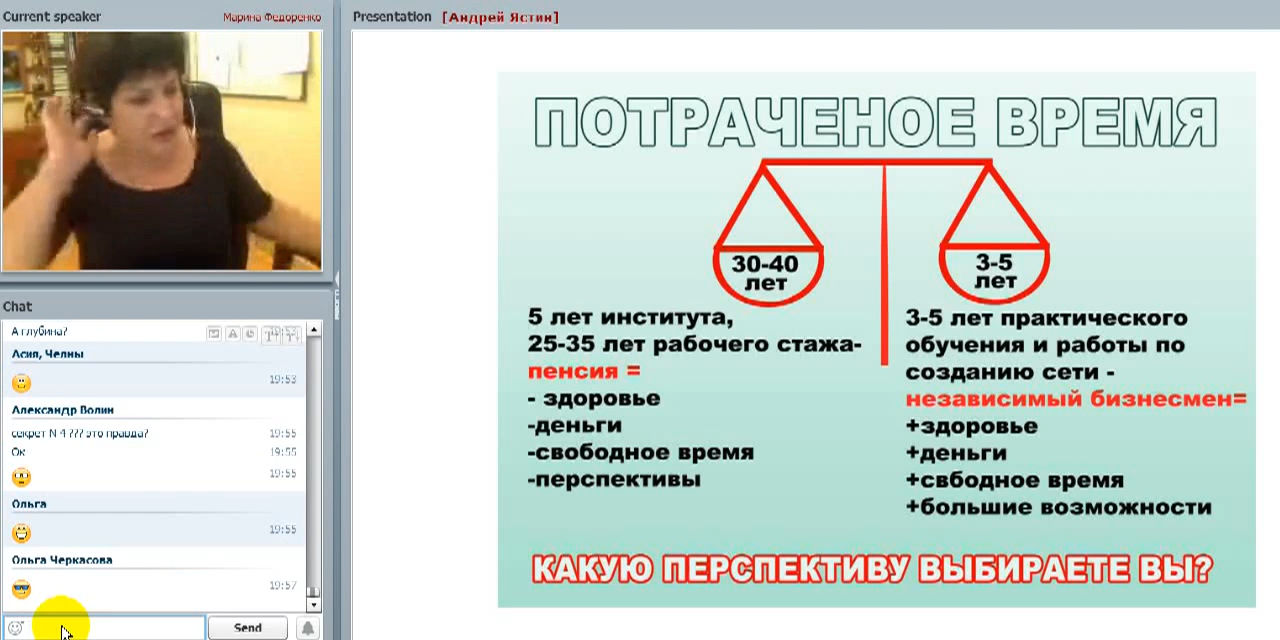 Current speaker
Марина Федоренко
Chat
А глубина?
Асия, Челны
19:53
Александр Волин
секрет N 4 ??? это правда?
19:55
Ок
19:55
19:55
Ольга
19:55
Ольга Черкасова
19:57
Send
Presentation [Андрей Ястин]
ПОТРАЧЕНОЕ ВРЕМЯ
30-40
лет
5 лет института,
25-35 лет рабочего стажа-
пенсия =
- здоровье
-деньги
-свободное время
-перспективы
3-5
лет
3-5 лет практического
обучения и работы по
созданию сети -
независимый бизнесмен=
+здоровье
+деньги
+свбодное время
+большие возможности
КАКУЮ ПЕРСПЕКТИВУ ВЫБИРАЕТЕ ВЫ?